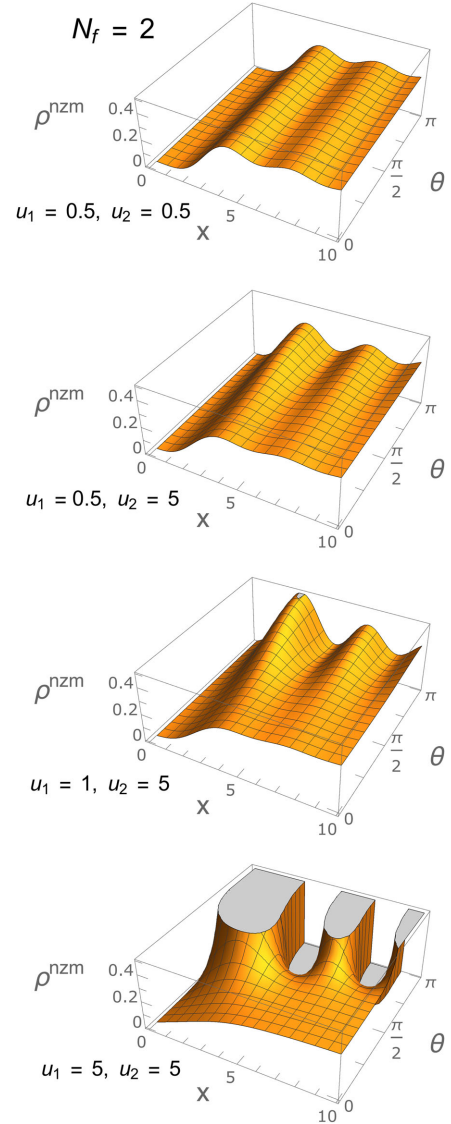 N_f = 2
0.4
ρ^nzm
0.2
0
π
0
π/2
θ
u_1 = 0.5, u_2 = 0.5
5
x
0
10
0.4
ρ^nzm
0.2
0
π
0
π/2
θ
u_1 = 0.5, u_2 = 5
5
x
0
10
0.4
ρ^nzm
0.2
0
π
0
π/2
θ
u_1 = 1, u_2 = 5
5
x
0
10
0.4
ρ^nzm
0.2
0
π
0
π/2
θ
u_1 = 5, u_2 = 5
5
x
0
10